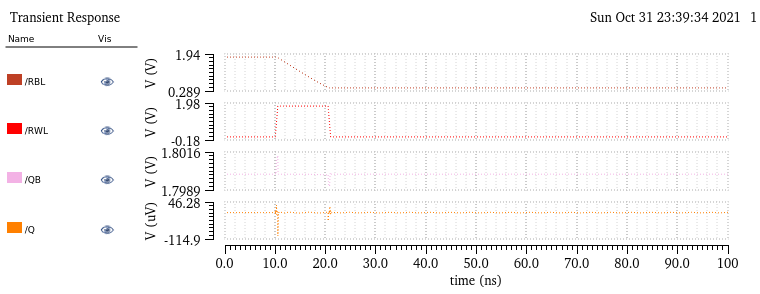 Transient Response
Sun Oct 31 23:39:34 2021 1
Name Vis
/RBL
V (V)
1.94
0.289
/RWL
V (V)
1.98
-0.18
/QB
V (V)
1.8016
1.7989
/Q
V (uV)
46.28
-114.9
0.0 10.0 20.0 30.0 40.0 50.0 60.0 70.0 80.0 90.0 100
time (ns)